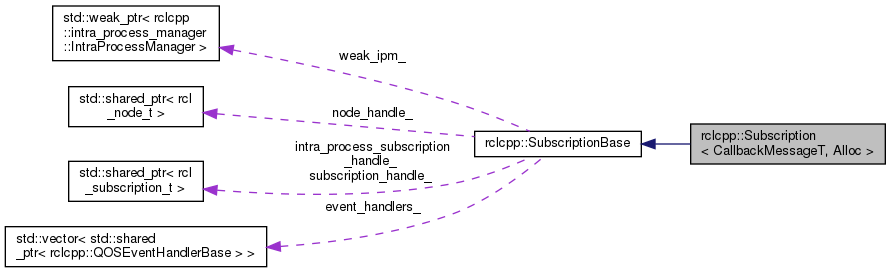 std::weak_ptr< rclcpp
::intra_process_manager
::IntraProcessManager >
weak_ipm_
std::shared_ptr< rcl
_node_t >
node_handle_
rclcpp::SubscriptionBase
rclcpp::Subscription
< CallbackMessageT, Alloc >
intra_process_subscription
_handle_
subscription_handle_
std::shared_ptr< rcl
_subscription_t >
event_handlers_
std::vector< std::shared
_ptr< rclcpp::QOSEventHandlerBase > >